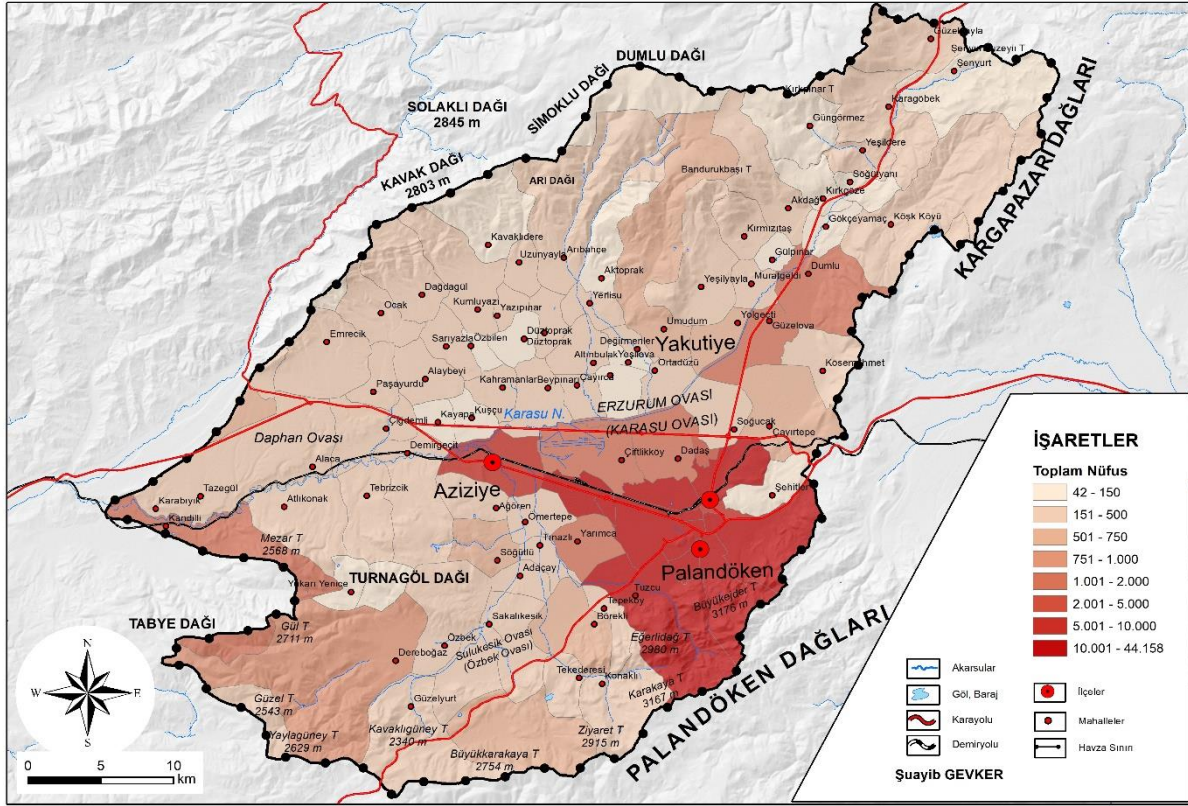 DUMLU DAĞI
SİMOKLU DAĞI
SOLAKLI DAĞI
2845 m
KAVAK DAĞI
2803 m
ARI DAĞI
Şenyurt
Karagöbek
Kırkpınar T
Güngörmez
Yeşildere
Bandurukbaşı T
Söğütyanı
Kırkgöze
Akdağ
Gökçeyamaç
Köşk Köyü
KARGAPAZARI DAĞLARI
Kırmızıtaş
Kavaklıdere
Uzunyayla
Arıbahçe
Gülpınar
Dumlu
Aktoprak
Yeşilyayla
Muratgeldi
Dağdagül
Ocak
Kumluyazı
Yazıpınar
Yerlisu
Umudum
Yolgeçti
Güzelova
Emrecik
Sarıyazla
Özbilen
Düztoprak
Düztoprak
Değirmenler
Yakutiye
Altınbulak
Yeşilova
Ortadüzü
Kösemehmet
Paşayurdu
Alaybeyi
Kahramanlar
Beypınarı
Çayırca
ERZURUM OVASI
(KARASU OVASI)
Karasu N.
Çiğdemli
Kayapa
Kuşçu
Soğucak
Çayırtepe
Daphan Ovası
Demirgeçit
Çiftlikköy
Dadaş
Alaca
Aziziye
Tazegül
Tebrizcik
Şehitler
Karabıyık
Atlıkonak
Ağören
Kandilli
Ömertepe
Mezar T
2568 m
Tınazlı
Yarımca
Söğütlü
Palandöken
Adaçay
Yukarı Yenice
TURNAGÖL DAĞI
Tuzcu
Büyükejder T
3176 m
Tepeköy
Börekli
TABYE DAĞI
Gül T
2711 m
Sakalıkesik
Eğerlidağ T
2980 m
Özbek
Sulukesik Ovası
(Özbek Ovası)
Dereboğaz
Tekederesi
Konaklı
Karakaya T
3167 m
Güzel T
2543 m
Güzelyurt
Yaylagüney T
2629 m
Kavaklıgüney T
2340 m
Ziyaret T
2915 m
Büyükkarakaya T
2754 m
PALANDÖKEN DAĞLARI
N
W
E
S
0 5 10
km
İŞARETLER
Toplam Nüfus
42 - 150
151 - 500
501 - 750
751 - 1.000
1.001 - 2.000
2.001 - 5.000
5.001 - 10.000
10.001 - 44.158
Akarsular
Göl, Baraj
Karayolu
Demiryolu
İlçeler
Mahalleler
Havza Sınırı
Şuayib GEVKER